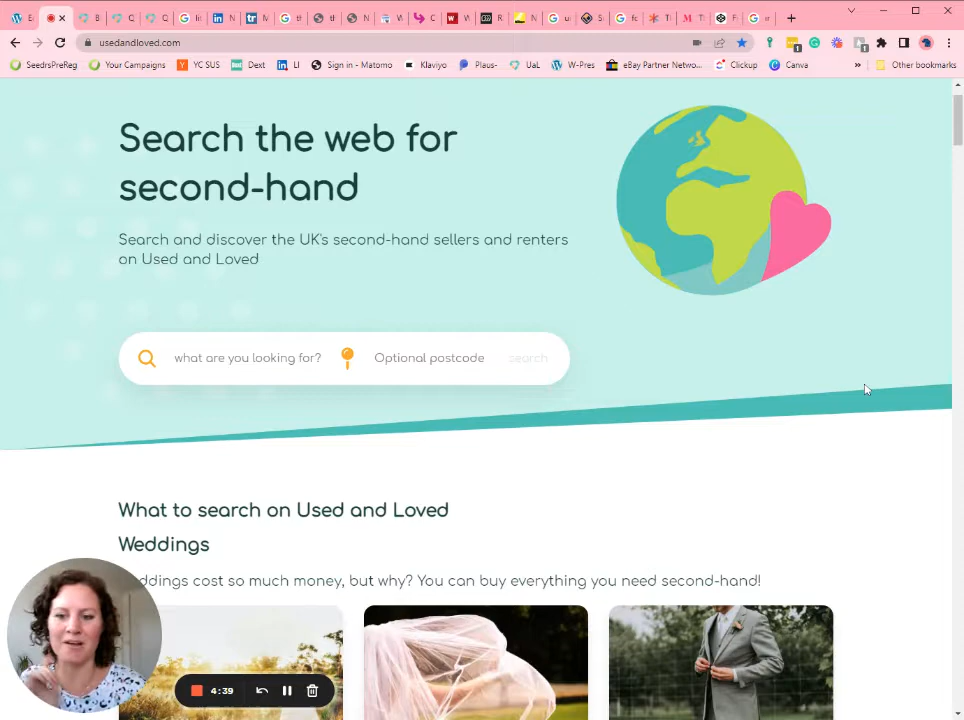 usedandloved.com
SeedrsPreReg
Your Campaigns
YC SUS
Dext
LI
Sign in - Matomo
Klaviyo
Plaus-
UaL
W-Pres
eBay Partner Netwo...
Clickup
Canva
»
Other bookmarks
Search the web for
second-hand
Search and discover the UK's second-hand sellers and renters
on Used and Loved
what are you looking for?
Optional postcode
search
What to search on Used and Loved
Weddings
ddings cost so much money, but why? You can buy everything you need second-hand!
4:39